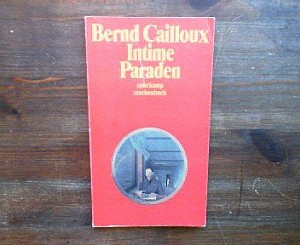 Bernd Cailloux
Intime
Paraden
suhrkamp
taschenbuch